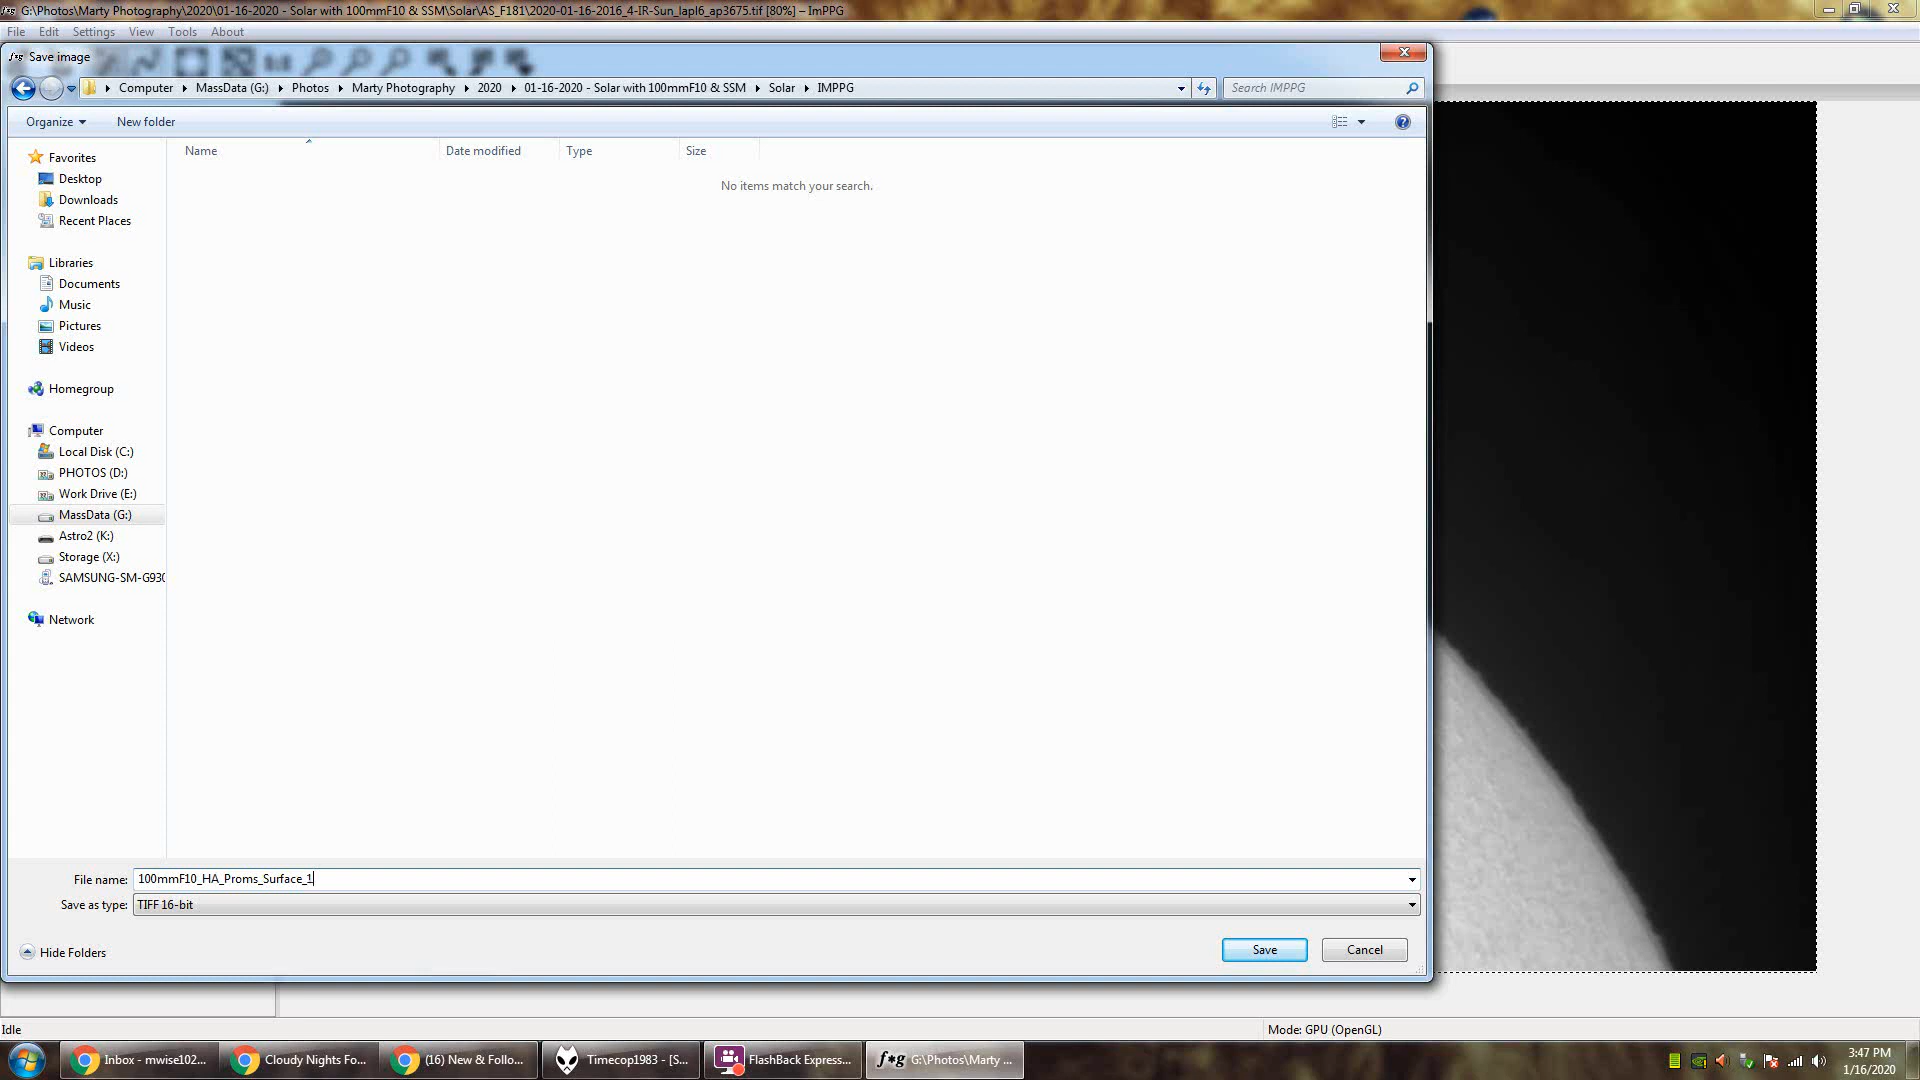 G:\Photos\Marty Photography\2020\01-16-2020 - Solar with 100mmF10 & SSM\Solar\AS_F181\2020-01-16-2016_4-IR-Sun_lapl6_ap3675.tif [80%] – ImPPG
File Edit Settings View Tools About
f*g Save image
Computer MassData (G:) Photos Marty Photography 2020 01-16-2020 - Solar with 100mmF10 & SSM Solar IMPPG Search IMPPG
Organize New folder
Name Date modified Type Size
No items match your search.
Favorites
Desktop
Downloads
Recent Places
Libraries
Documents
Music
Pictures
Videos
Homegroup
Computer
Local Disk (C:)
PHOTOS (D:)
Work Drive (E:)
MassData (G:)
Astro2 (K:)
Storage (X:)
SAMSUNG-SM-G930
Network
File name: 100mmF10_HA_Proms_Surface_1
Save as type: TIFF 16-bit
Hide Folders Save Cancel
Idle Mode: GPU (OpenGL)
Inbox - mwise102... Cloudy Nights Fo... (16) New & Follo... Timecop1983 - [S... FlashBack Express... f*g G:\Photos\Marty ...
3:47 PM
1/16/2020